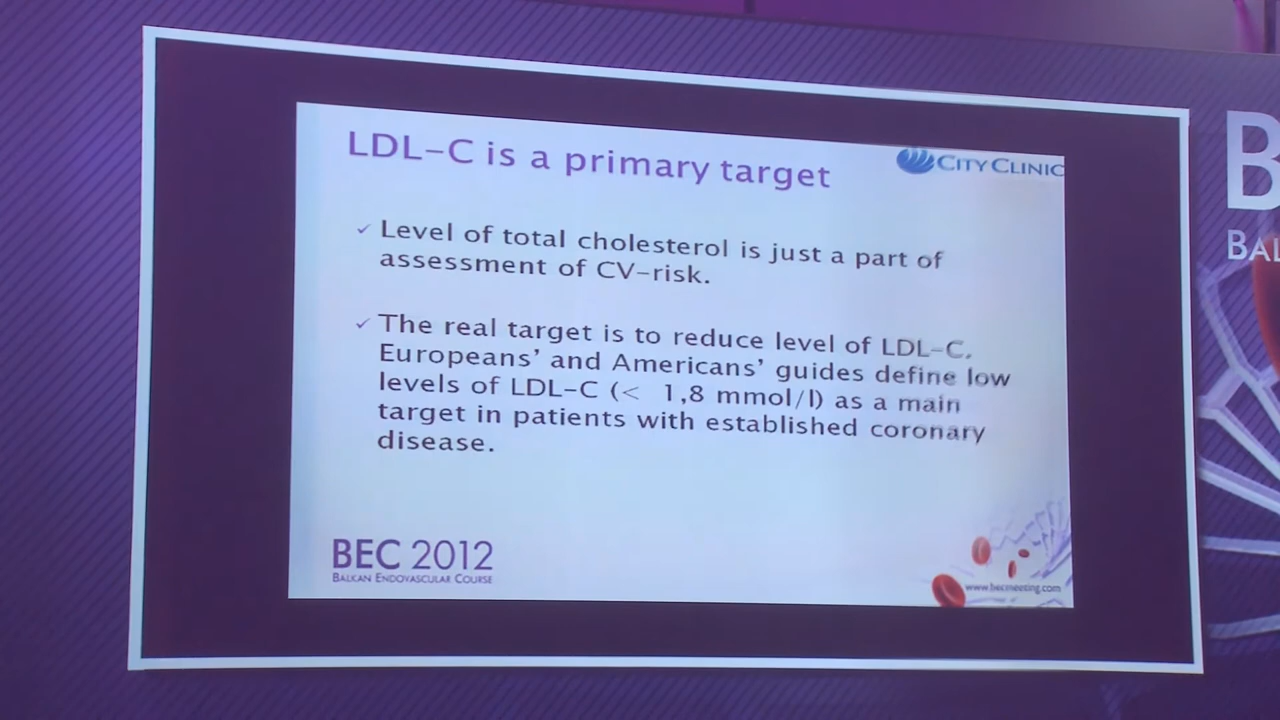 LDL-C is a primary target
CITY CLINIC
✓ Level of total cholesterol is just a part of
assessment of CV-risk.
✓ The real target is to reduce level of LDL-C.
Europeans' and Americans' guides define low
levels of LDL-C (< 1,8 mmol/l) as a main
target in patients with established coronary
disease.
BEC 2012
BALKAN ENDOVASCULAR COURSE
www.becmeeting.com
B
BAL